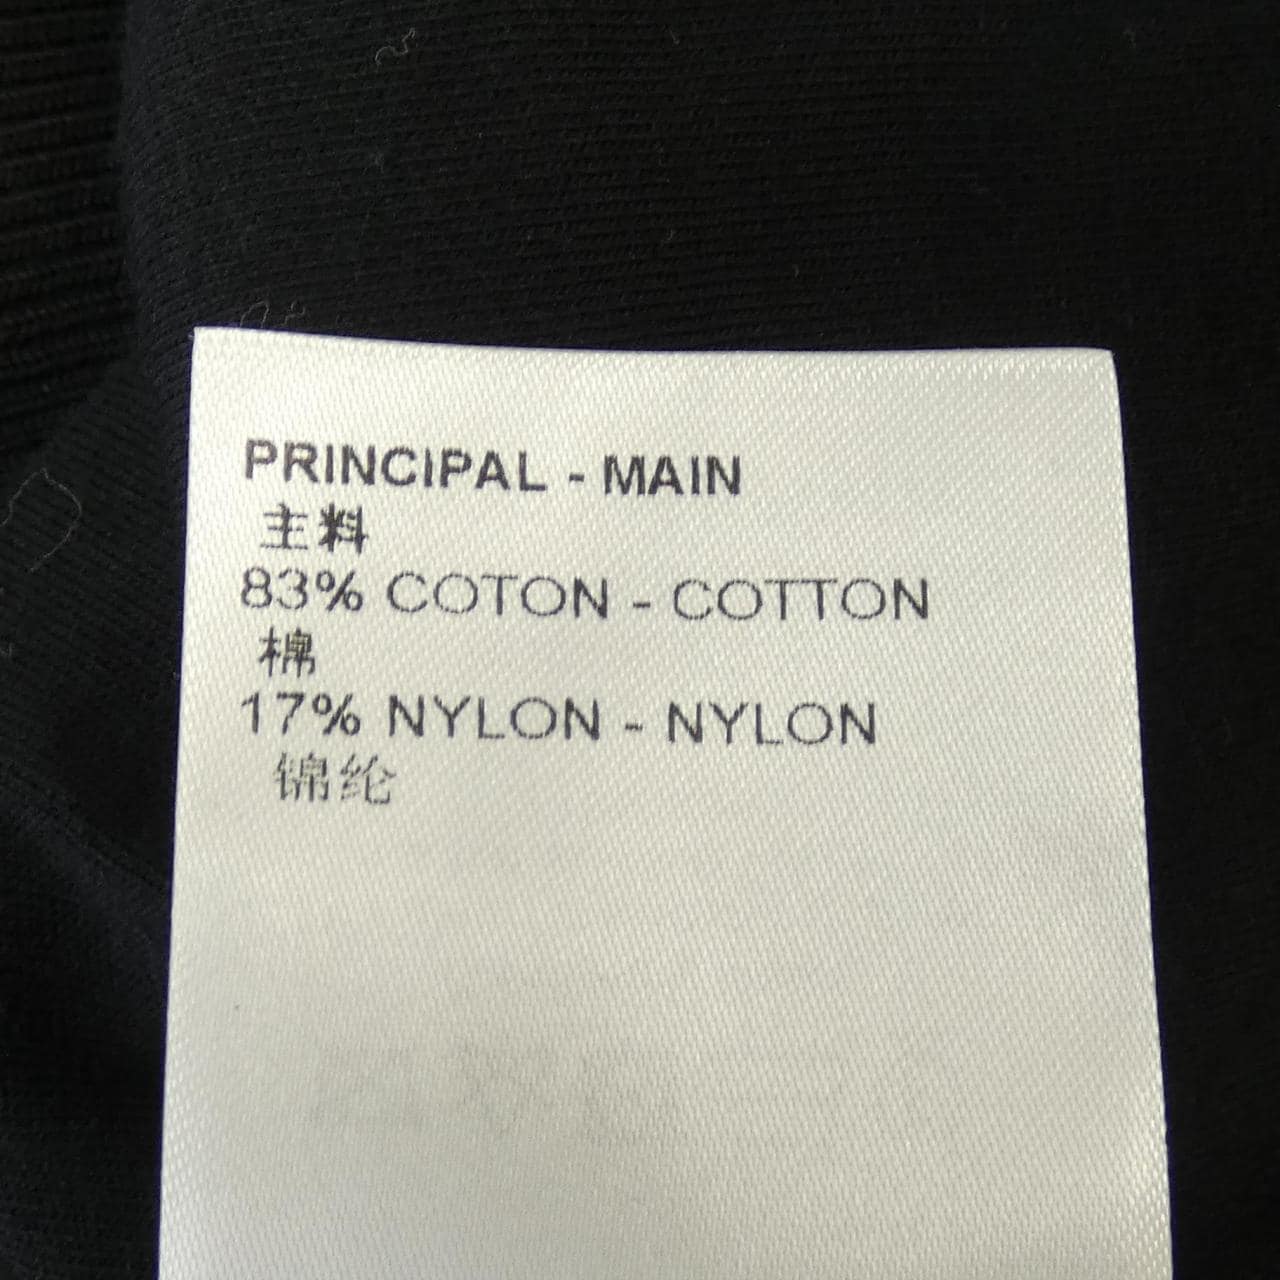 PRINCIPAL - MAIN
主料
83% COTON - COTTON
棉
17% NYLON - NYLON
锦纶